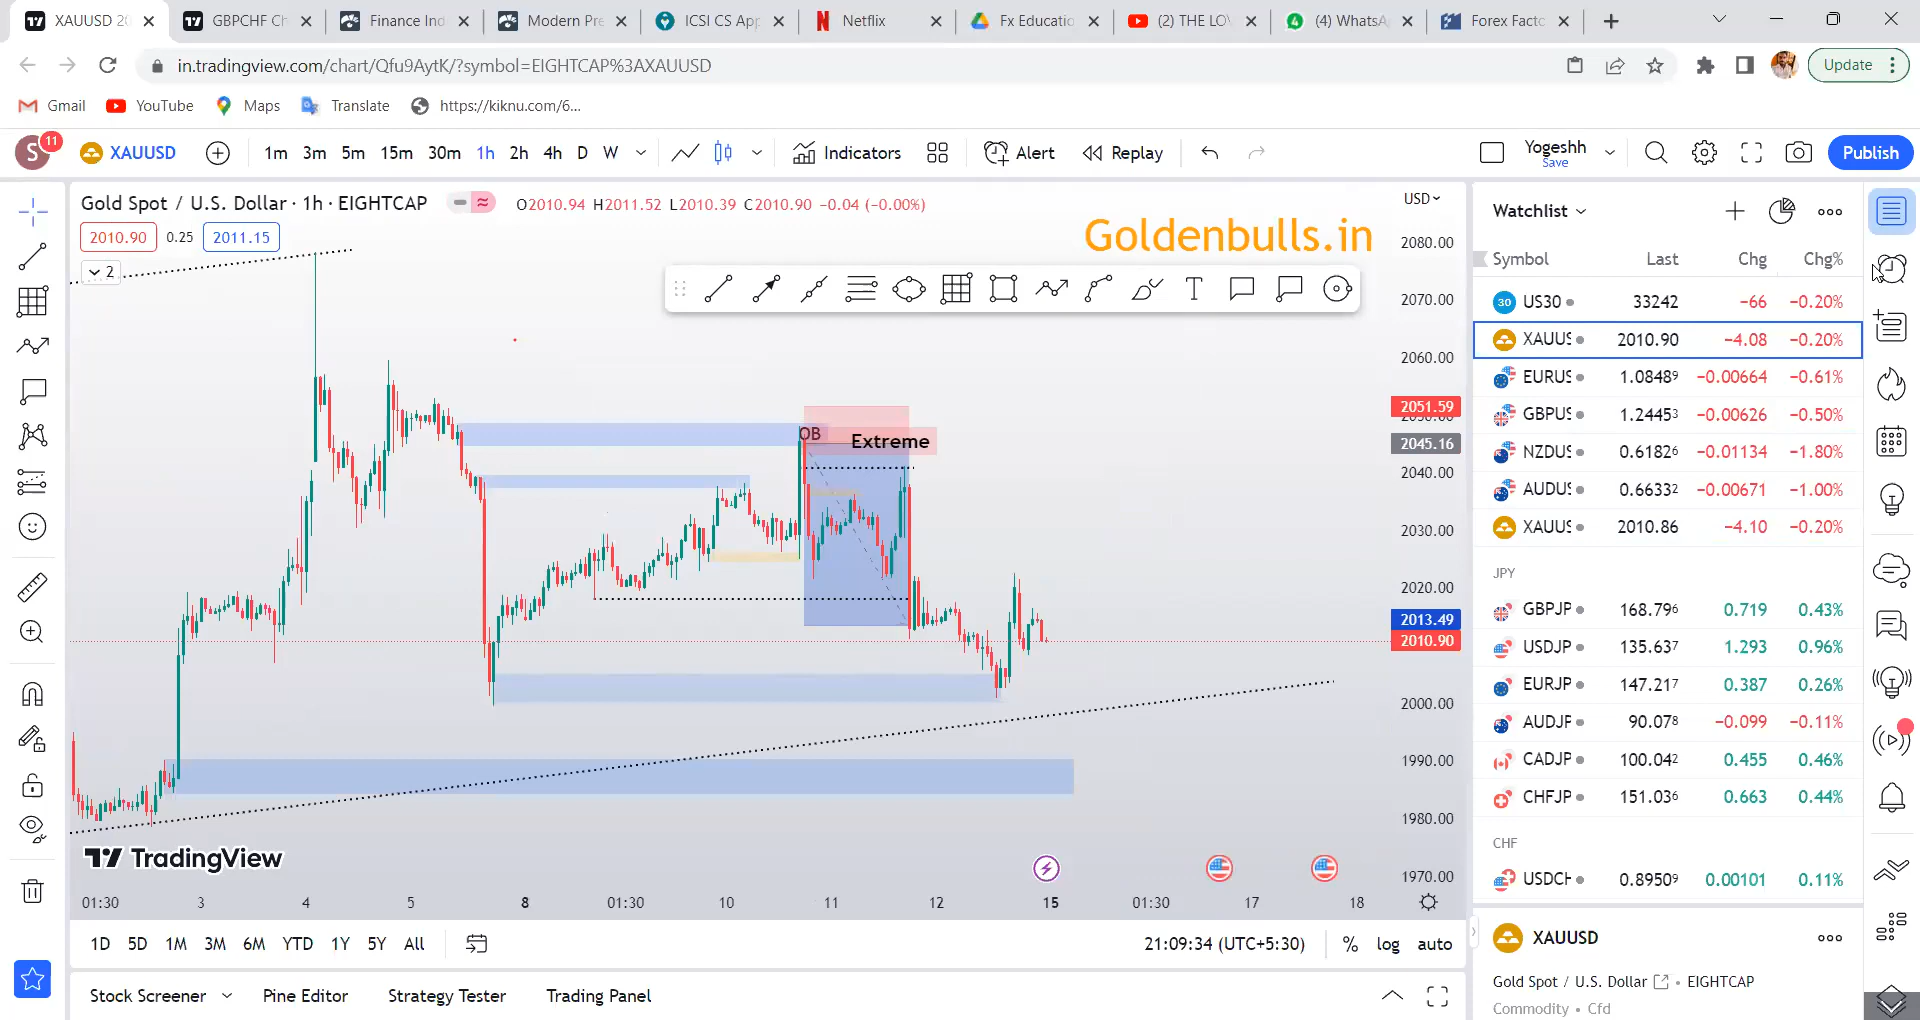 XAUUSD 20
GBPCHF Ch
Finance Ind
Modern Pre
ICSI CS App
Netflix
Fx Educatio
(2) THE LOV
(4) WhatsA
Forex Facto
in.tradingview.com/chart/Qfu9AytK/?symbol=EIGHTCAP%3AXAUUSD
Update
Gmail YouTube Maps Translate https://kiknu.com/6...
S 11 XAUUSD 1m 3m 5m 15m 30m 1h 2h 4h D W Indicators Alert Replay Yogeshh Save Publish
Gold Spot / U.S. Dollar · 1h · EIGHTCAP O2010.94 H2011.52 L2010.39 C2010.90 −0.04 (−0.00%)
2010.90 0.25 2011.15
2
Goldenbulls.in
OB
Extreme
USD
2080.00
2070.00
2060.00
2051.59
2045.16
2040.00
2030.00
2020.00
2013.49
2010.90
2000.00
1990.00
1980.00
1970.00
TradingView
01:30 3 4 5 8 01:30 10 11 12 15 01:30 17 18
1D 5D 1M 3M 6M YTD 1Y 5Y All 21:09:34 (UTC+5:30) % log auto
Stock Screener Pine Editor Strategy Tester Trading Panel
Watchlist
Symbol Last Chg Chg%
30 US30 33242 −66 −0.20%
XAUUS 2010.90 −4.08 −0.20%
EURUS 1.08489 −0.00664 −0.61%
GBPUS 1.24453 −0.00626 −0.50%
NZDUS 0.61826 −0.01134 −1.80%
AUDUS 0.66332 −0.00671 −1.00%
XAUUS 2010.86 −4.10 −0.20%
JPY
GBPJP 168.796 0.719 0.43%
USDJP 135.637 1.293 0.96%
EURJP 147.217 0.387 0.26%
AUDJP 90.078 −0.099 −0.11%
CADJP 100.042 0.455 0.46%
CHFJP 151.036 0.663 0.44%
CHF
USDCH 0.89509 0.00101 0.11%
XAUUSD
Gold Spot / U.S. Dollar • EIGHTCAP
Commodity • Cfd